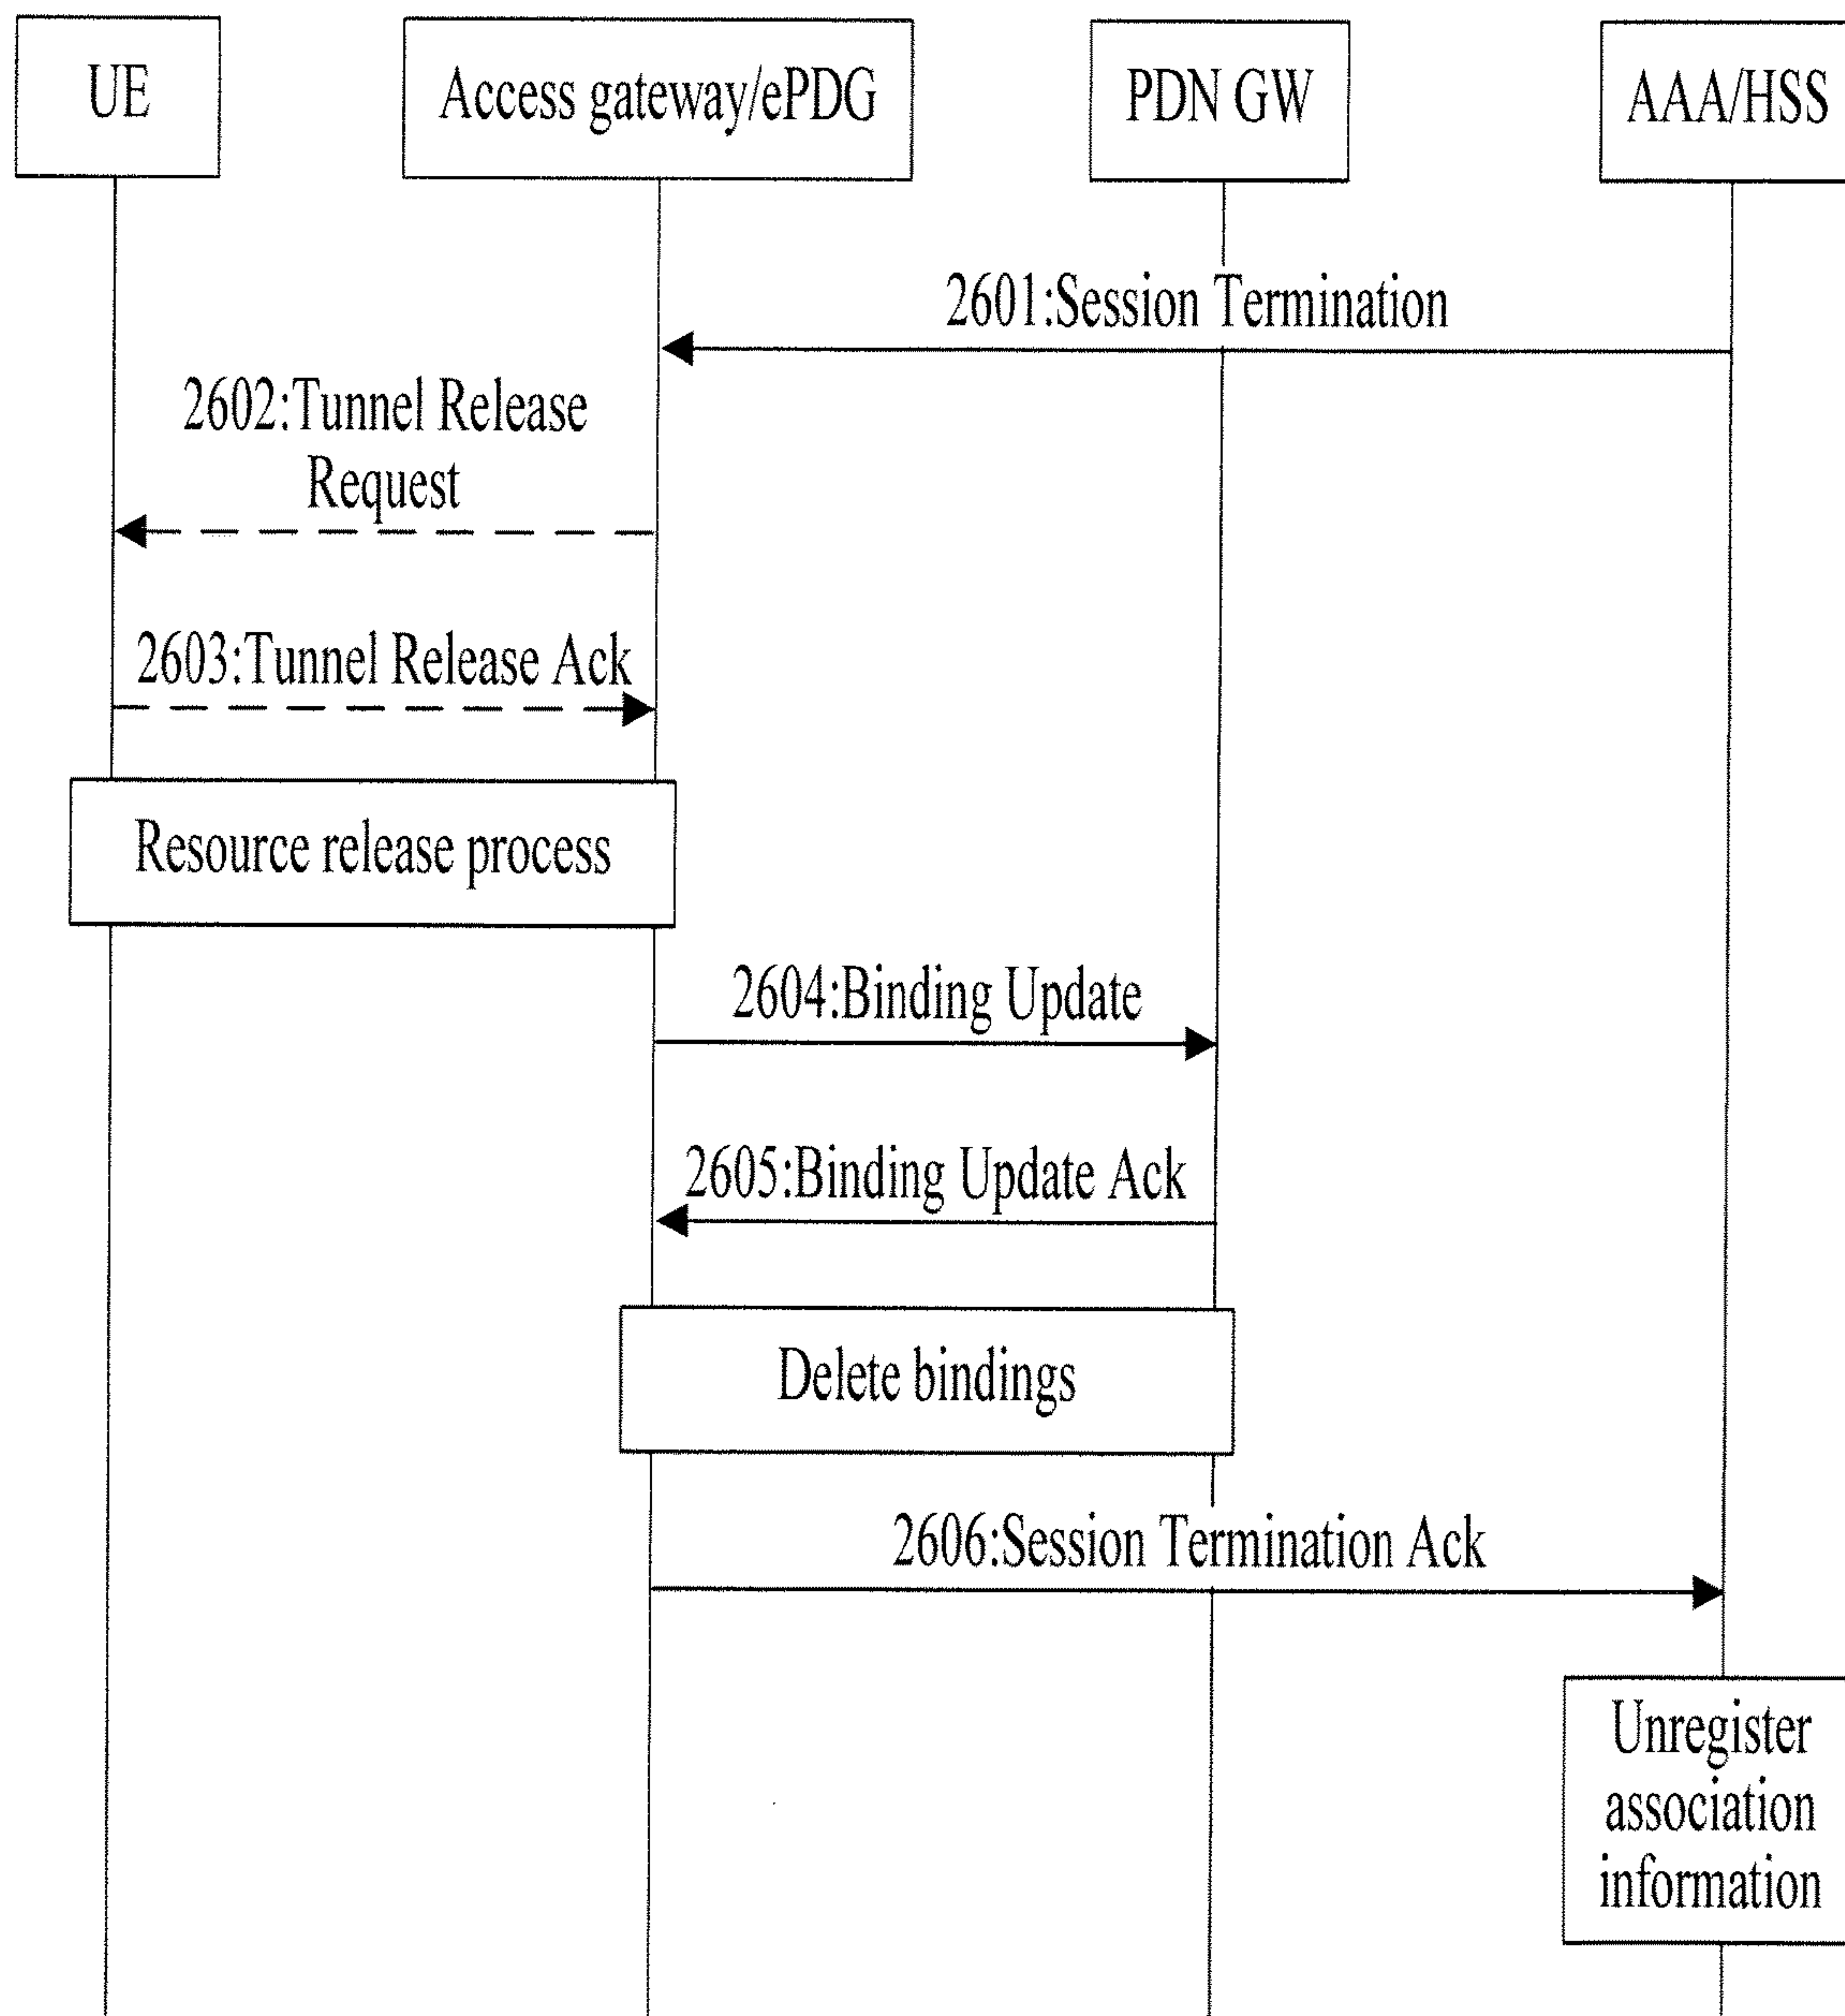 UE
Access gateway/ePDG
PDN GW
AAA/HSS
2601:Session Termination
2602:Tunnel Release
Request
2603:Tunnel Release Ack
Resource release process
2604:Binding Update
2605:Binding Update Ack
Delete bindings
2606:Session Termination Ack
Unregister
association
information